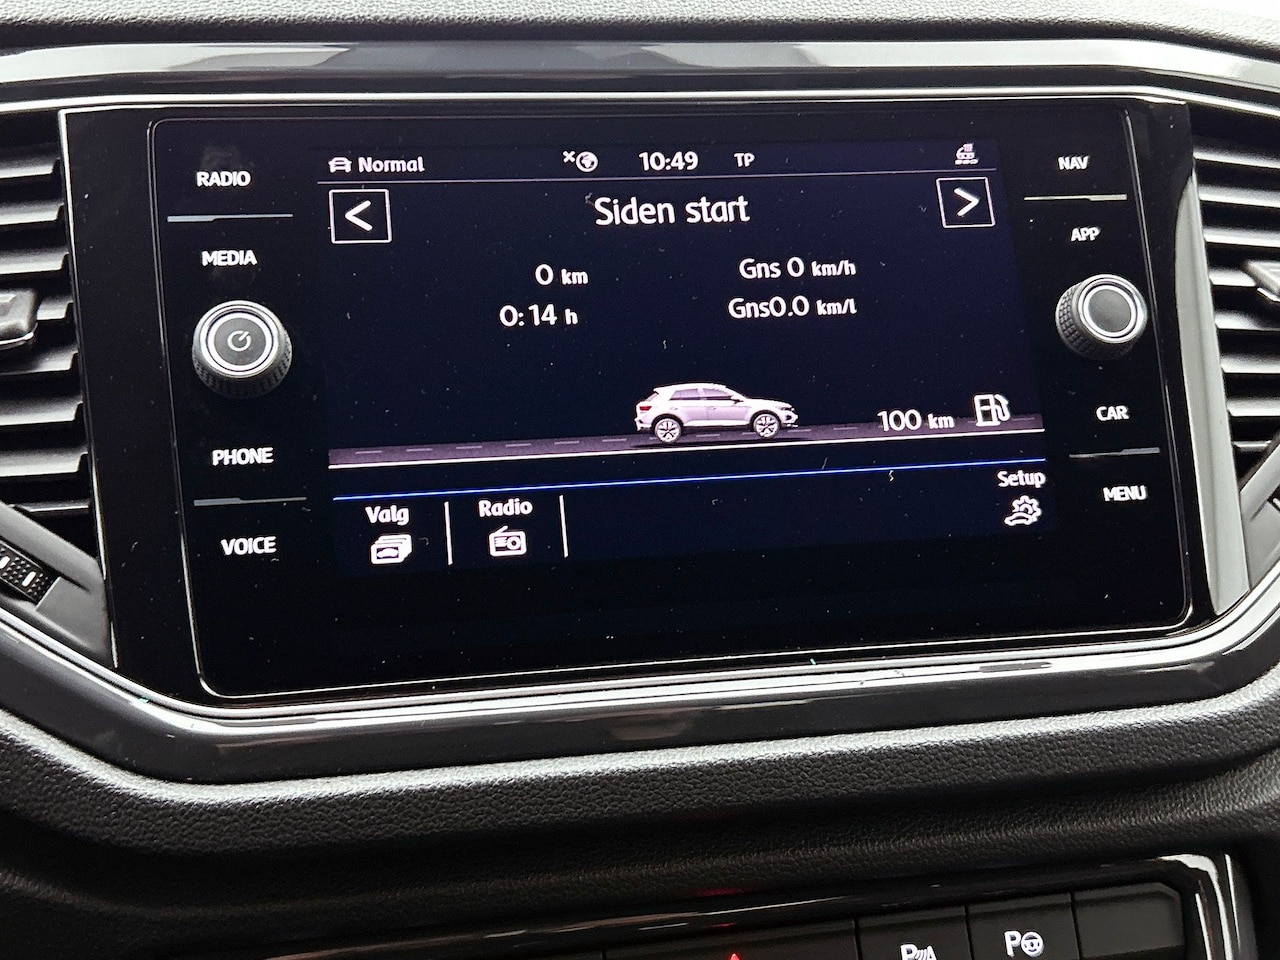 RADIO
MEDIA
PHONE
VOICE
Normal
10:49
TP
<
Siden start
>
0 km
Gns 0 km/h
0:14 h
Gns0.0 km/l
100 km
Valg
Radio
Setup
NAV
APP
CAR
MENU
P
P